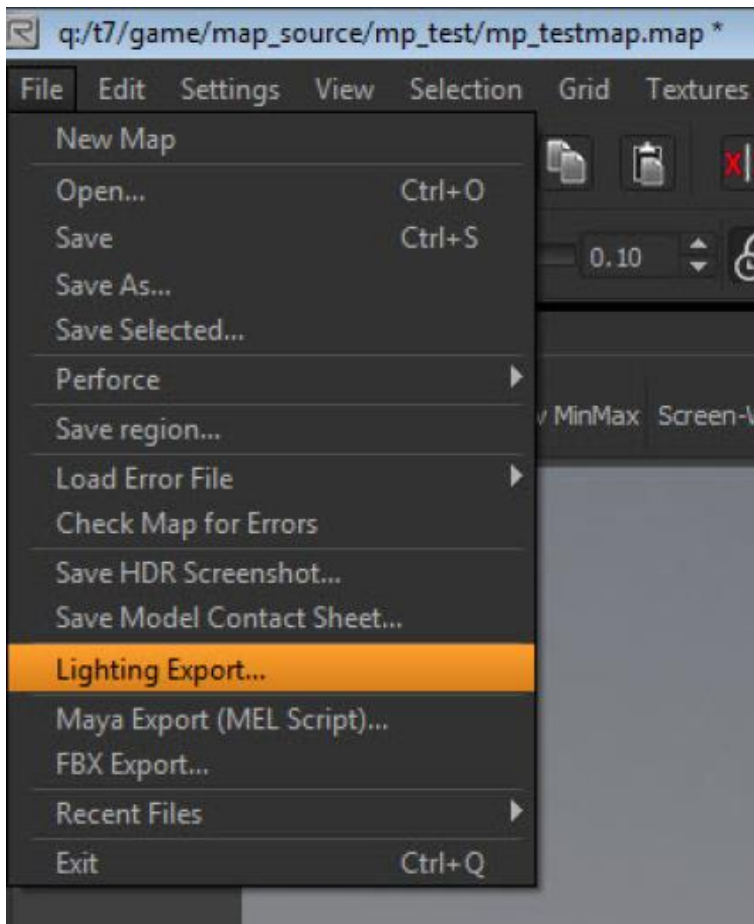 q:/t7/game/map_source/mp_test/mp_testmap.map *
File Edit Settings View Selection Grid Textures
New Map
Open... Ctrl+O
Save Ctrl+S
0.10
Save As...
Save Selected...
Perforce
MinMax Screen-
Save region...
Load Error File
Check Map for Errors
Save HDR Screenshot...
Save Model Contact Sheet...
Lighting Export...
Maya Export (MEL Script)...
FBX Export...
Recent Files
Exit Ctrl+Q